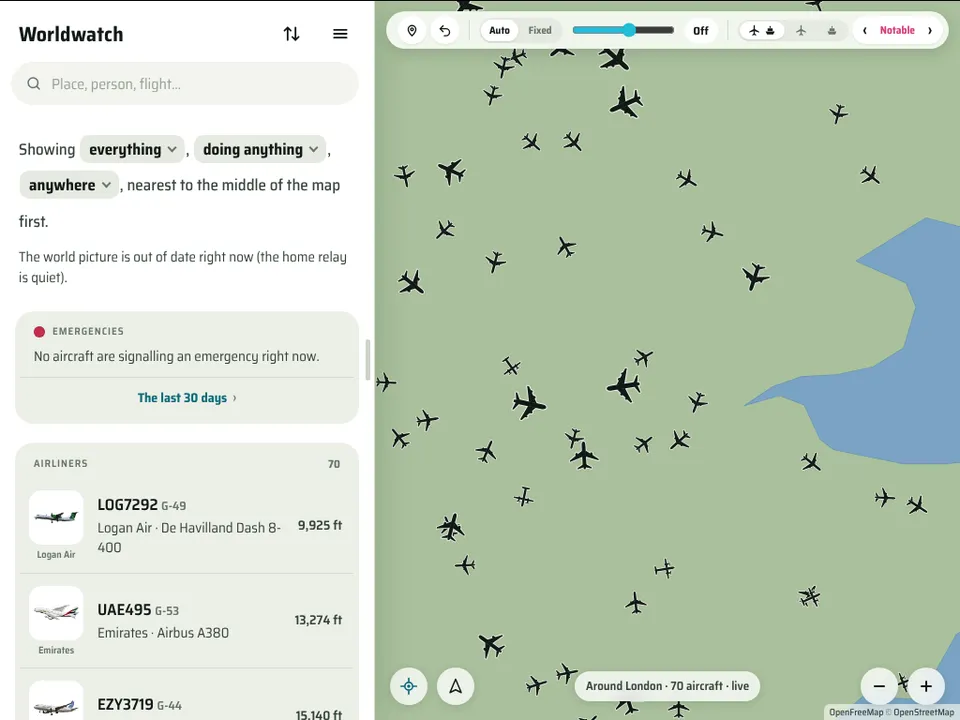 Worldwatch
Place, person, flight...
Showing everything, doing anything,
anywhere, nearest to the middle of the map
first.
The world picture is out of date right now (the home relay
is quiet).
EMERGENCIES
No aircraft are signalling an emergency right now.
The last 30 days ›
AIRLINERS 70
LOG7292 G-49
Logan Air · De Havilland Dash 8-
400
9,925 ft
Logan Air
UAE495 G-53
Emirates · Airbus A380
13,274 ft
Emirates
EZY3719 G-44
15,140 ft
Auto Fixed Off ‹ Notable ›
Around London · 70 aircraft · live
OpenFreeMap © OpenStreetMap